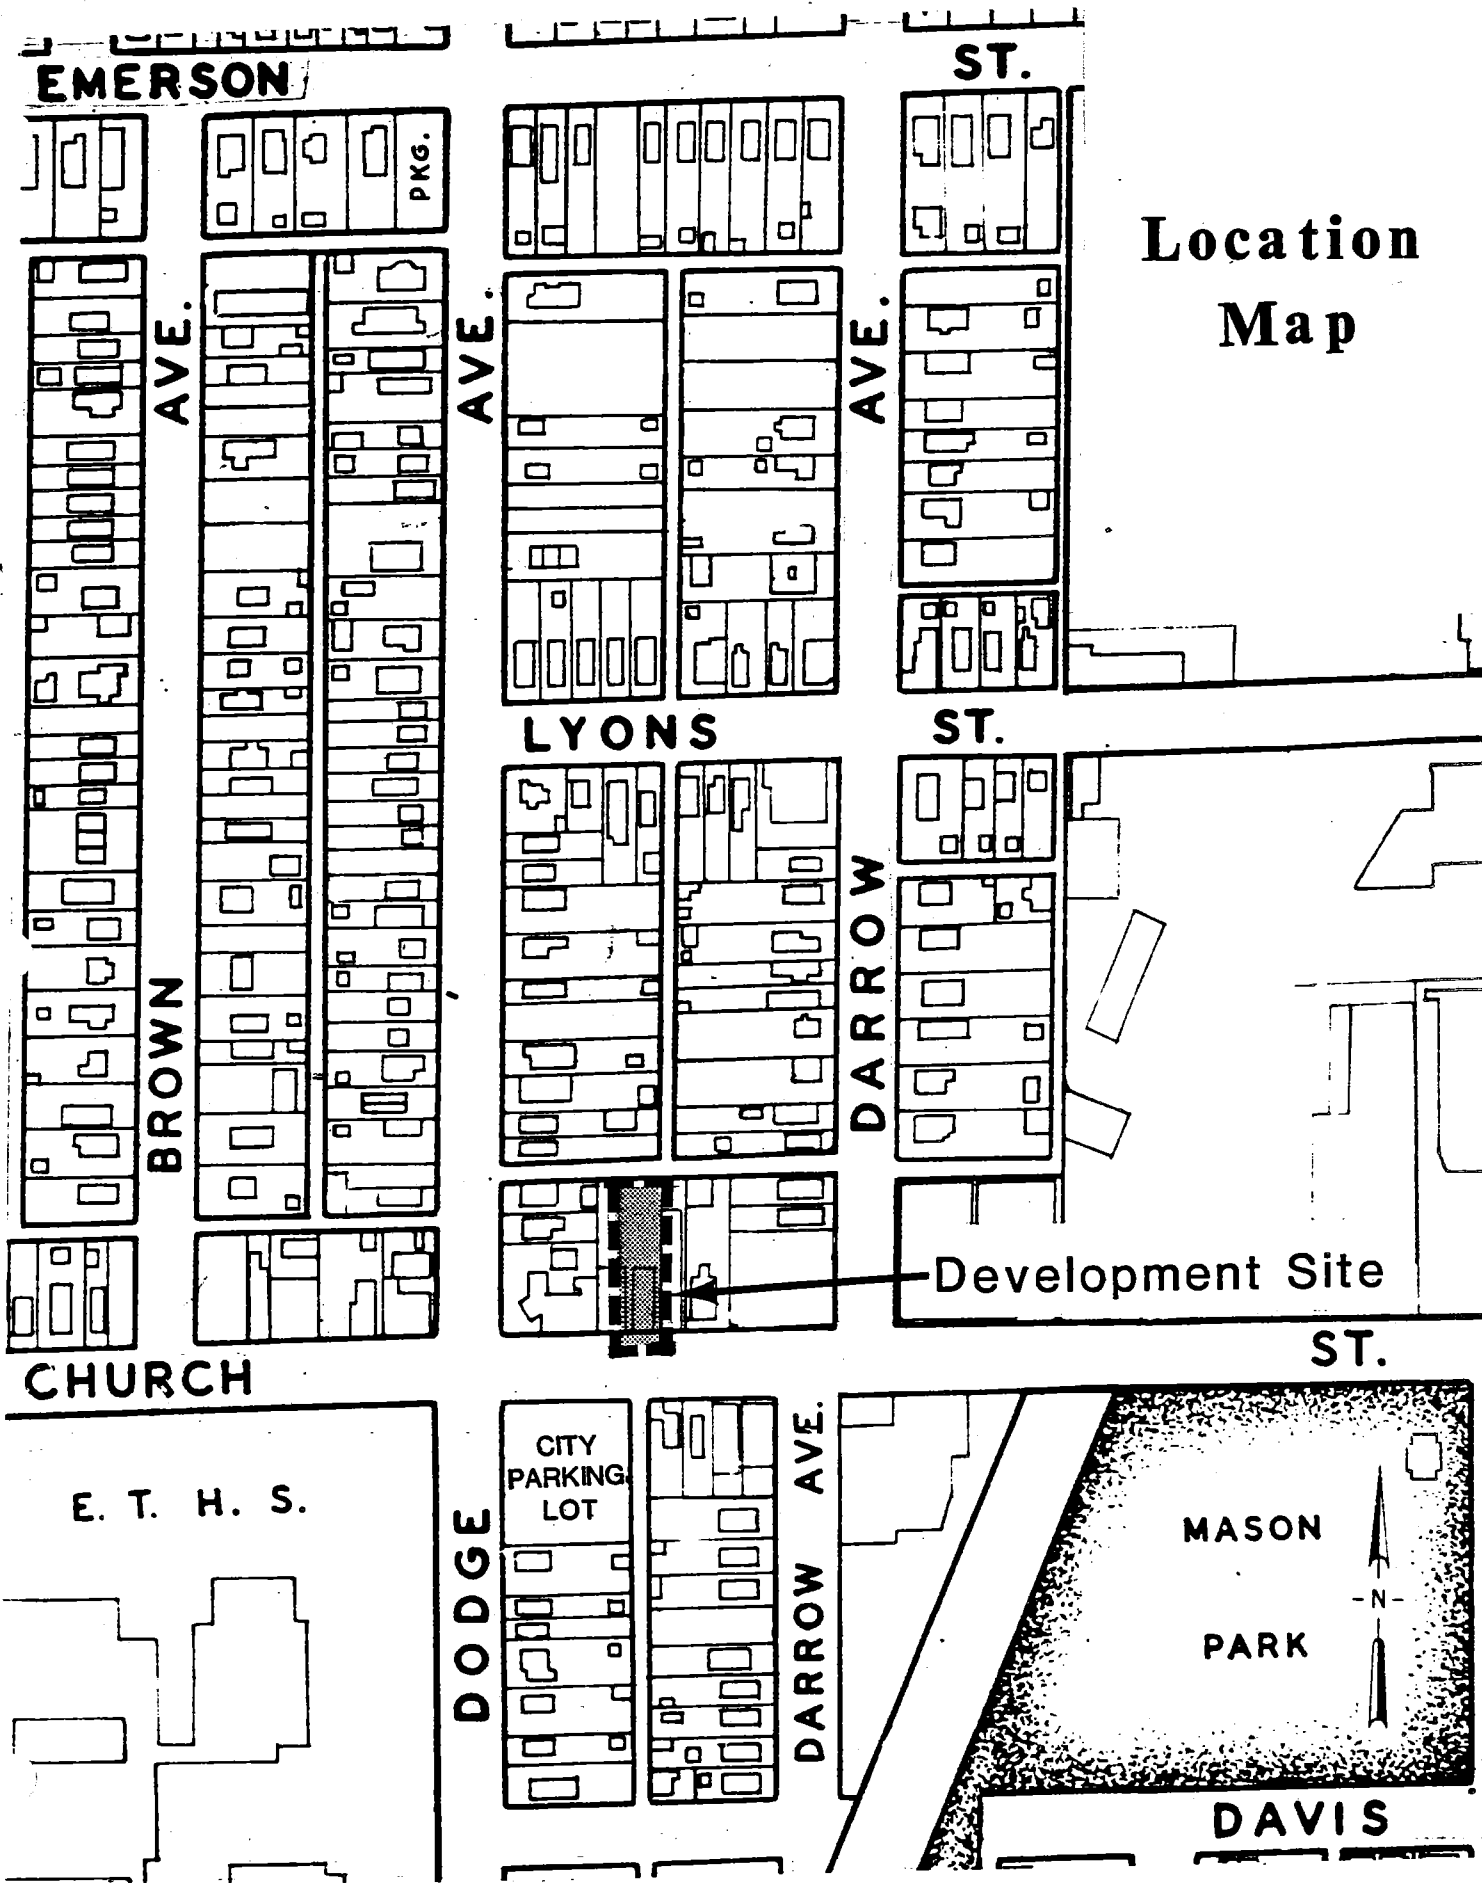 EMERSON ST.
PKG.
Location
Map
AVE. AVE. AVE.
LYONS ST.
BROWN
DARROW
Development Site
CHURCH ST.
E. T. H. S.
CITY
PARKING
LOT
DODGE
DARROW AVE.
MASON
PARK
-N-
DAVIS